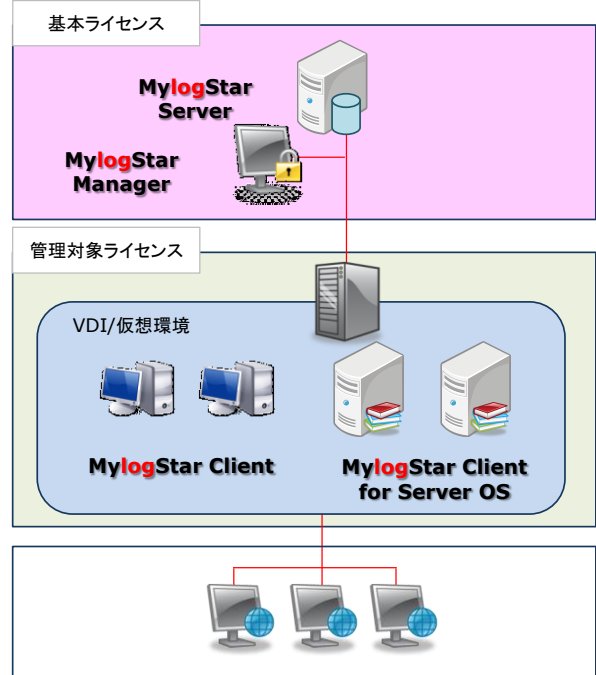 基本ライセンス
MylogStar
Server
MylogStar
Manager
管理対象ライセンス
VDI/仮想環境
MylogStar Client
MylogStar Client
for Server OS